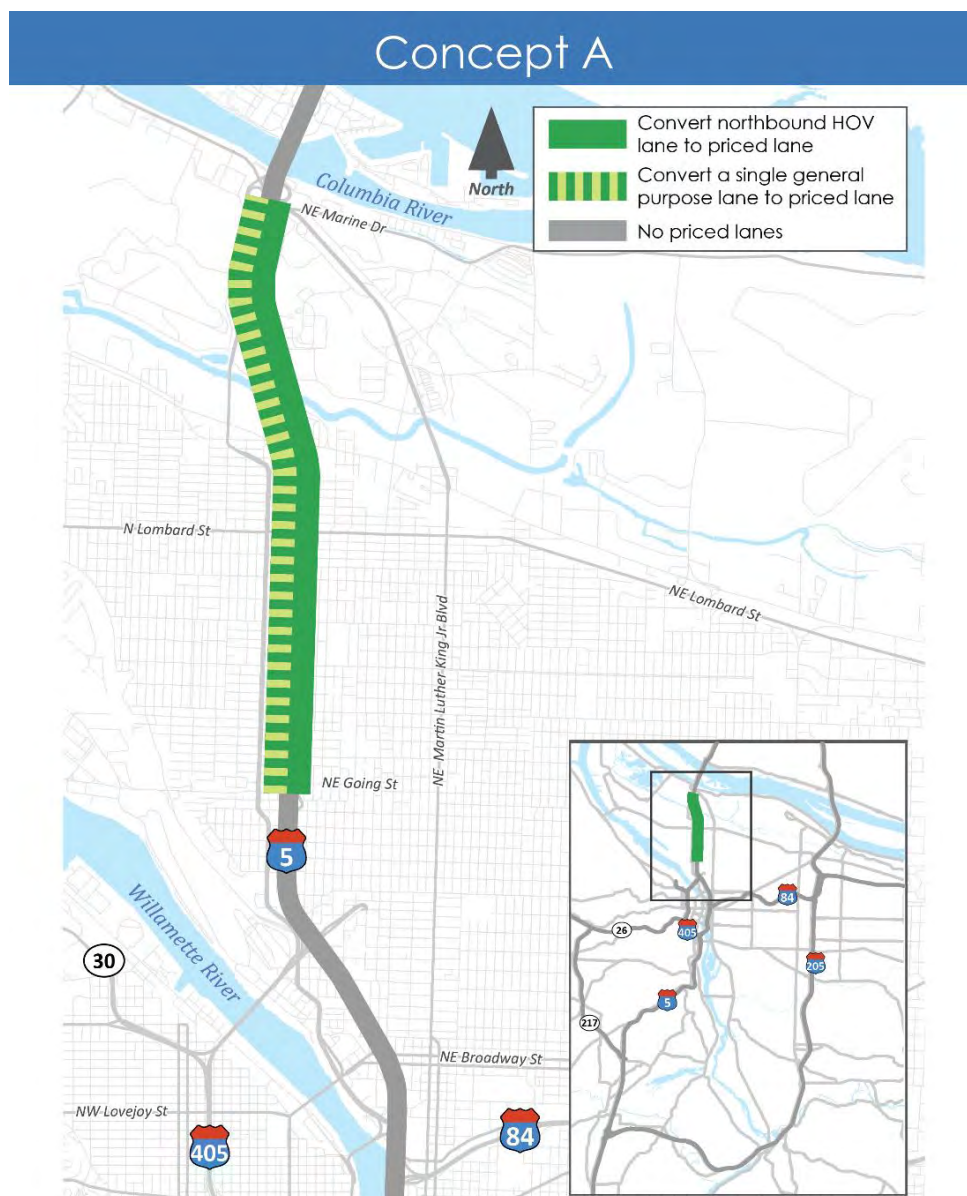 Concept A
Convert northbound HOV
lane to priced lane
Convert a single general
purpose lane to priced lane
No priced lanes
North
Columbia River
NE Marine Dr
N Lombard St
NE Lombard St
NE Martin Luther King Jr Blvd
NE Going St
5
Willamette River
30
NE Broadway St
NW Lovejoy St
405
84
84
26
405
205
5
217